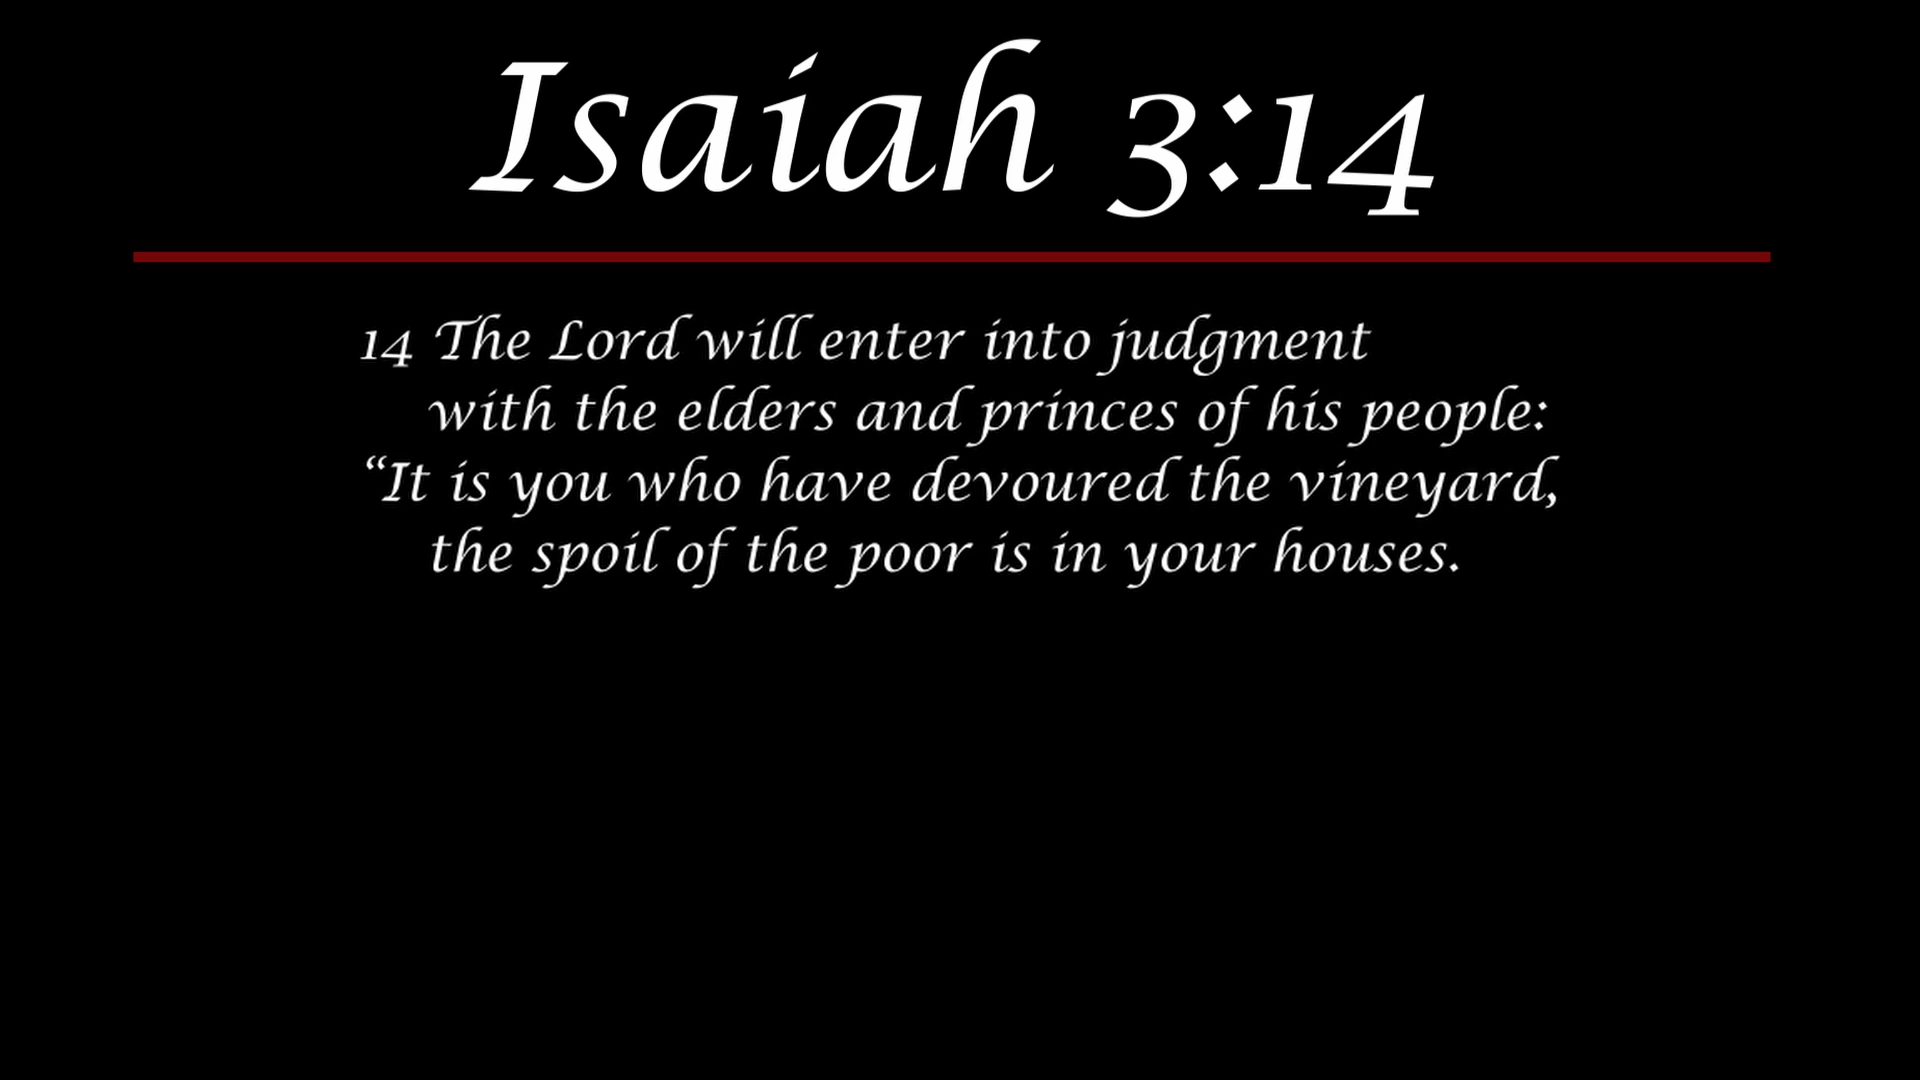 Isaiah 3:14
14 The Lord will enter into judgment
with the elders and princes of his people:
“It is you who have devoured the vineyard,
the spoil of the poor is in your houses.